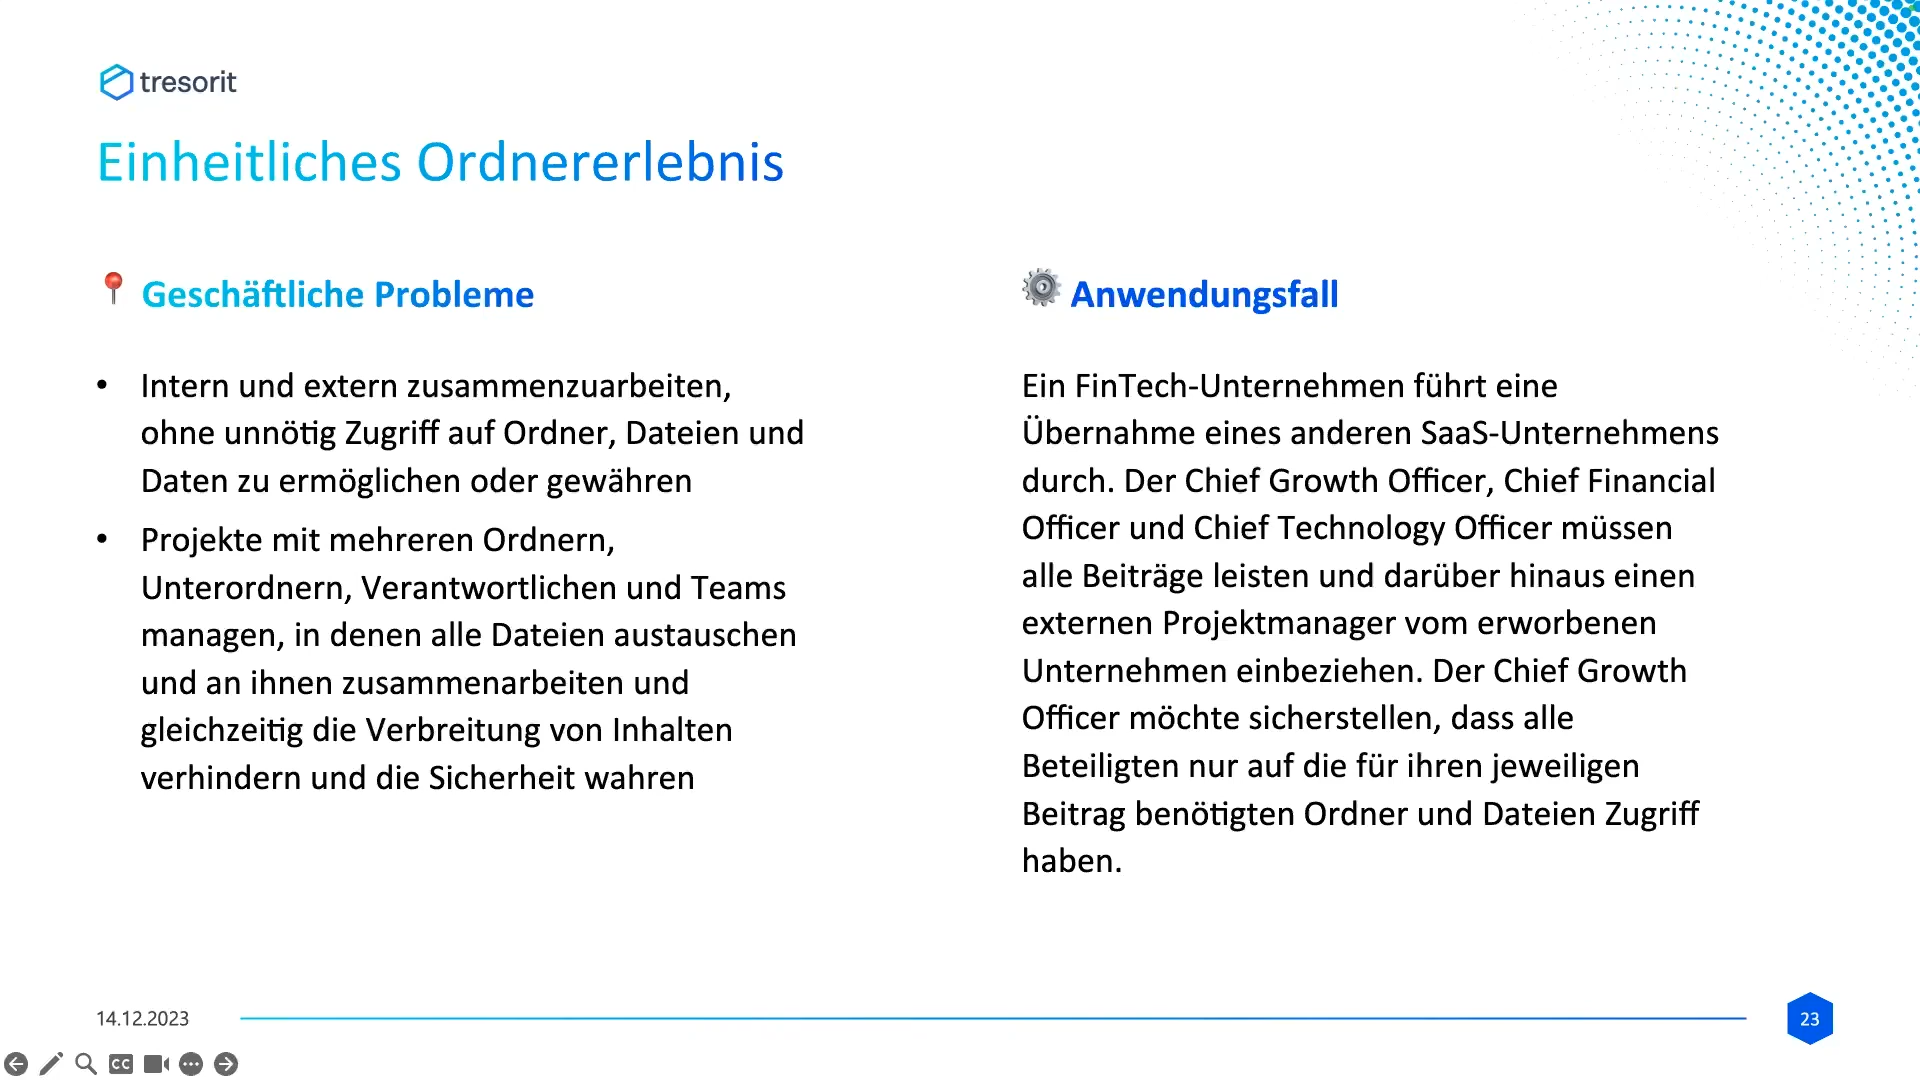 tresorit
Einheitliches Ordnererlebnis
Geschäftliche Probleme
• Intern und extern zusammenzuarbeiten,
ohne unnötig Zugriff auf Ordner, Dateien und
Daten zu ermöglichen oder gewähren
• Projekte mit mehreren Ordnern,
Unterordnern, Verantwortlichen und Teams
managen, in denen alle Dateien austauschen
und an ihnen zusammenarbeiten und
gleichzeitig die Verbreitung von Inhalten
verhindern und die Sicherheit wahren
Anwendungsfall
Ein FinTech-Unternehmen führt eine
Übernahme eines anderen SaaS-Unternehmens
durch. Der Chief Growth Officer, Chief Financial
Officer und Chief Technology Officer müssen
alle Beiträge leisten und darüber hinaus einen
externen Projektmanager vom erworbenen
Unternehmen einbeziehen. Der Chief Growth
Officer möchte sicherstellen, dass alle
Beteiligten nur auf die für ihren jeweiligen
Beitrag benötigten Ordner und Dateien Zugriff
haben.
14.12.2023
23
CC